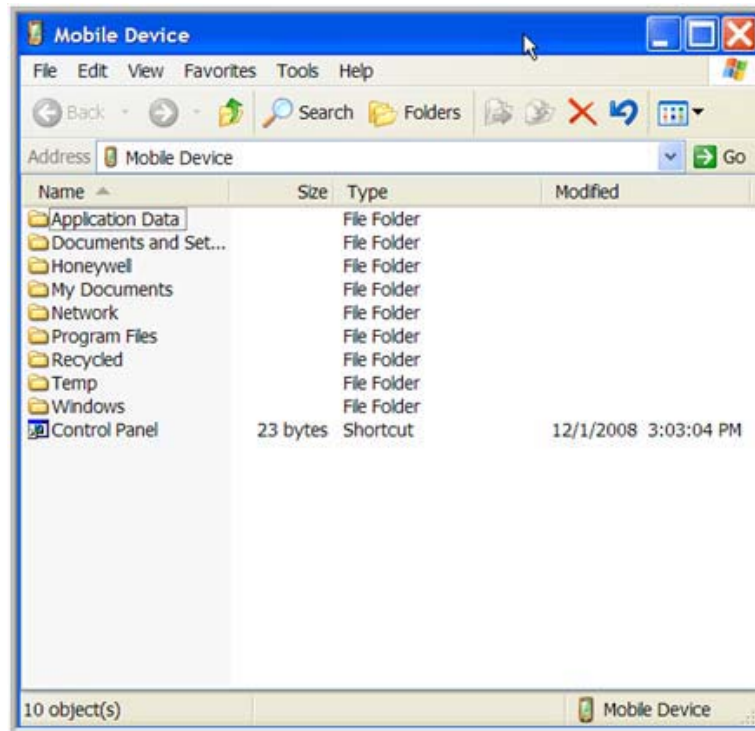 Mobile Device
File Edit View Favorites Tools Help
Back Search Folders
Address Mobile Device Go
Name Size Type Modified
Application Data File Folder
Documents and Set... File Folder
Honeywell File Folder
My Documents File Folder
Network File Folder
Program Files File Folder
Recycled File Folder
Temp File Folder
Windows File Folder
Control Panel 23 bytes Shortcut 12/1/2008 3:03:04 PM
10 object(s) Mobile Device